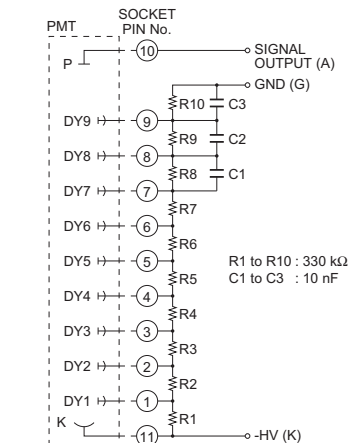 SOCKET
PMT PIN No.
P 10 SIGNAL
OUTPUT (A)
GND (G)
R10 C3
DY9 9
R9 C2
DY8 8
R8 C1
DY7 7
R7
DY6 6
R6
DY5 5 R1 to R10 : 330 kΩ
R5 C1 to C3 : 10 nF
DY4 4
R4
DY3 3
R3
DY2 2
R2
DY1 1
R1
K 11 -HV (K)